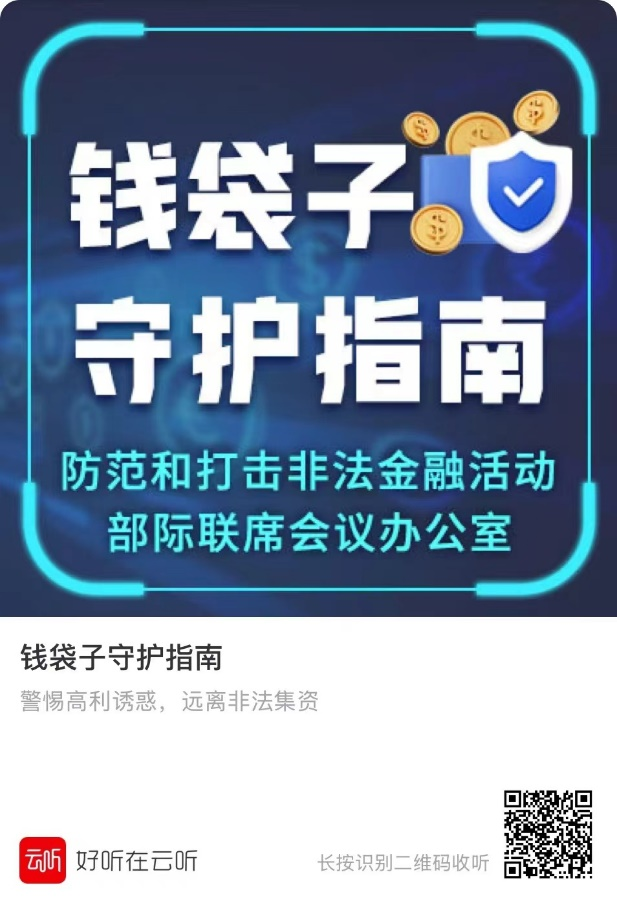 钱袋子
守护指南
防范和打击非法金融活动
部际联席会议办公室
钱袋子守护指南
警惕高利诱惑，远离非法集资
云听 好听在云听
长按识别二维码收听